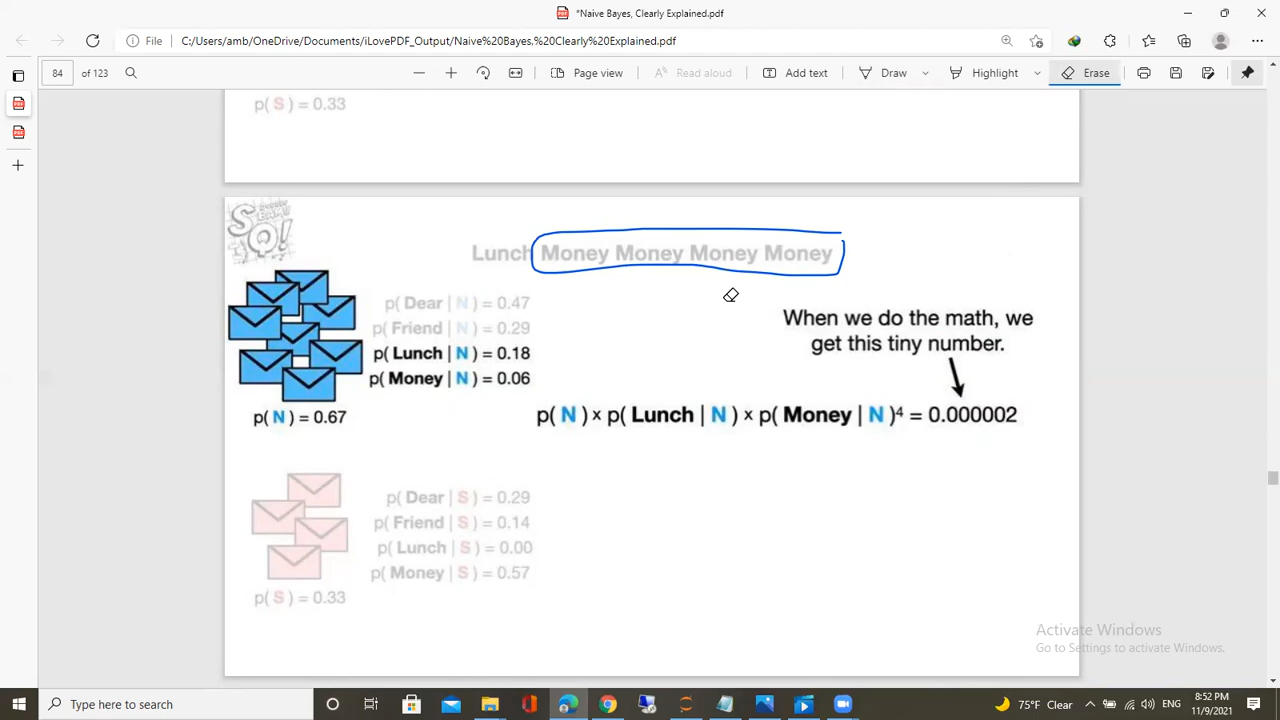 *Naive Bayes, Clearly Explained.pdf
File C:/Users/amb/OneDrive/Documents/iLovePDF_Output/Naive%20Bayes,%20Clearly%20Explained.pdf
84 of 123 Page view Read aloud Add text Draw Highlight Erase
p( S ) = 0.33
Lunch Money Money Money Money
p( Dear | N ) = 0.47
p( Friend | N ) = 0.29
p( Lunch | N ) = 0.18
p( Money | N ) = 0.06
p( N ) = 0.67
When we do the math, we
get this tiny number.
p( N ) × p( Lunch | N ) × p( Money | N )⁴ = 0.000002
p( Dear | S ) = 0.29
p( Friend | S ) = 0.14
p( Lunch | S ) = 0.00
p( Money | S ) = 0.57
p( S ) = 0.33
Activate Windows
Go to Settings to activate Windows.
Type here to search
75°F Clear
8:52 PM
11/9/2021